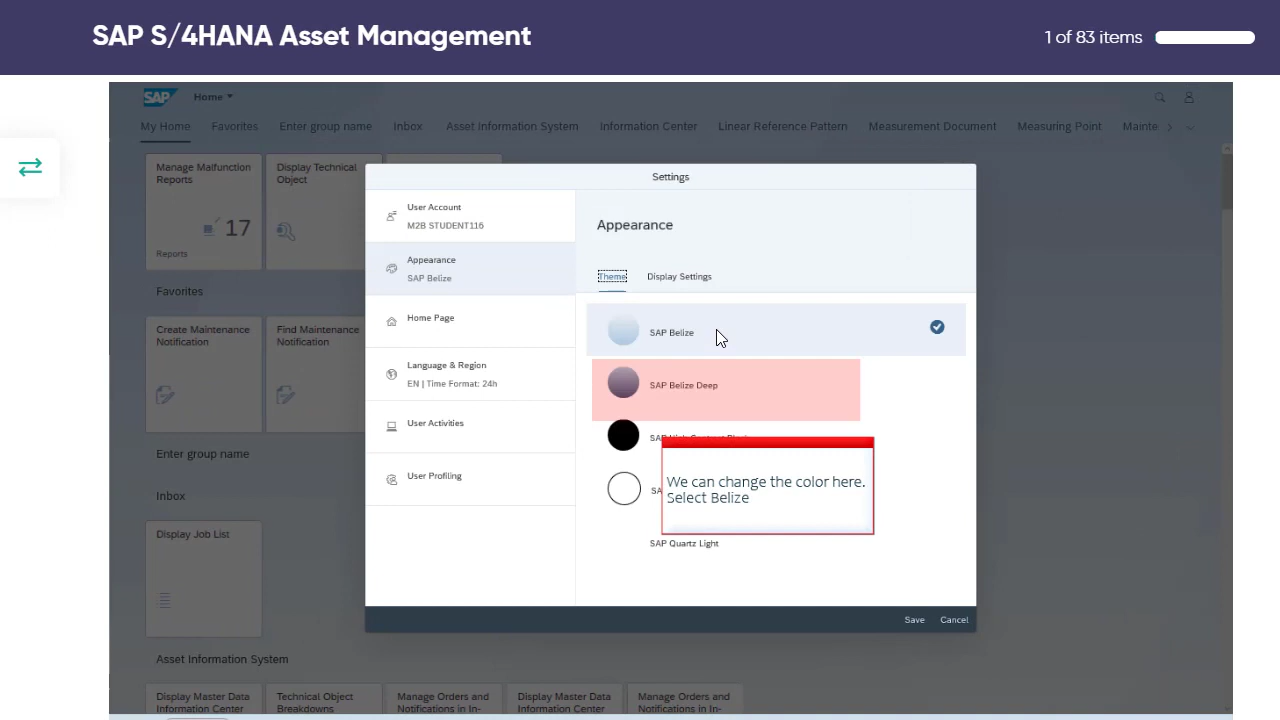 SAP S/4HANA Asset Management
1 of 83 items
SAP
Home
My Home Favorites Enter group name Inbox Asset Information System Information Center Linear Reference Pattern Measurement Document Measuring Point Mainte
Manage Malfunction
Reports
17
Reports
Display Technical
Object
Favorites
Create Maintenance
Notification
Find Maintenance
Notification
Enter group name
Inbox
Display Job List
Asset Information System
Display Master Data
Information Center
Technical Object
Breakdowns
Manage Orders and
Notifications in In-
Display Master Data
Information Center
Manage Orders and
Notifications in In-
Settings
User Account
M2B STUDENT116
Appearance
SAP Belize
Home Page
Language & Region
EN | Time Format: 24h
User Activities
User Profiling
Appearance
Theme Display Settings
SAP Belize
SAP Belize Deep
SAP
We can change the color here.
Select Belize
SAP Quartz Light
Save Cancel